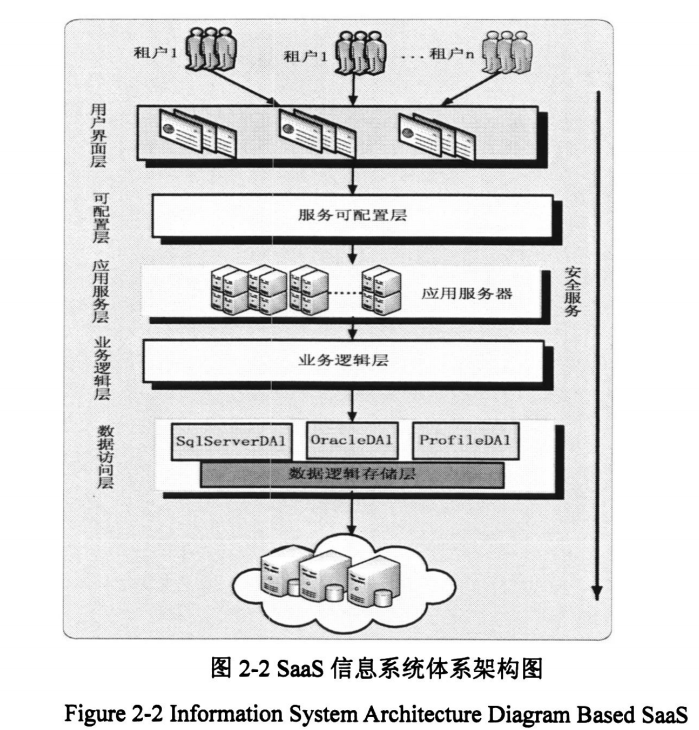 租户1
租户1
...租户n
用户界面层
可配置层
服务可配置层
应用服务层
应用服务器
安全服务
业务逻辑层
业务逻辑层
数据访问层
SqlServerDAl
OracleDAl
ProfileDAl
数据逻辑存储层
图 2-2 SaaS 信息系统体系架构图
Figure 2-2 Information System Architecture Diagram Based SaaS